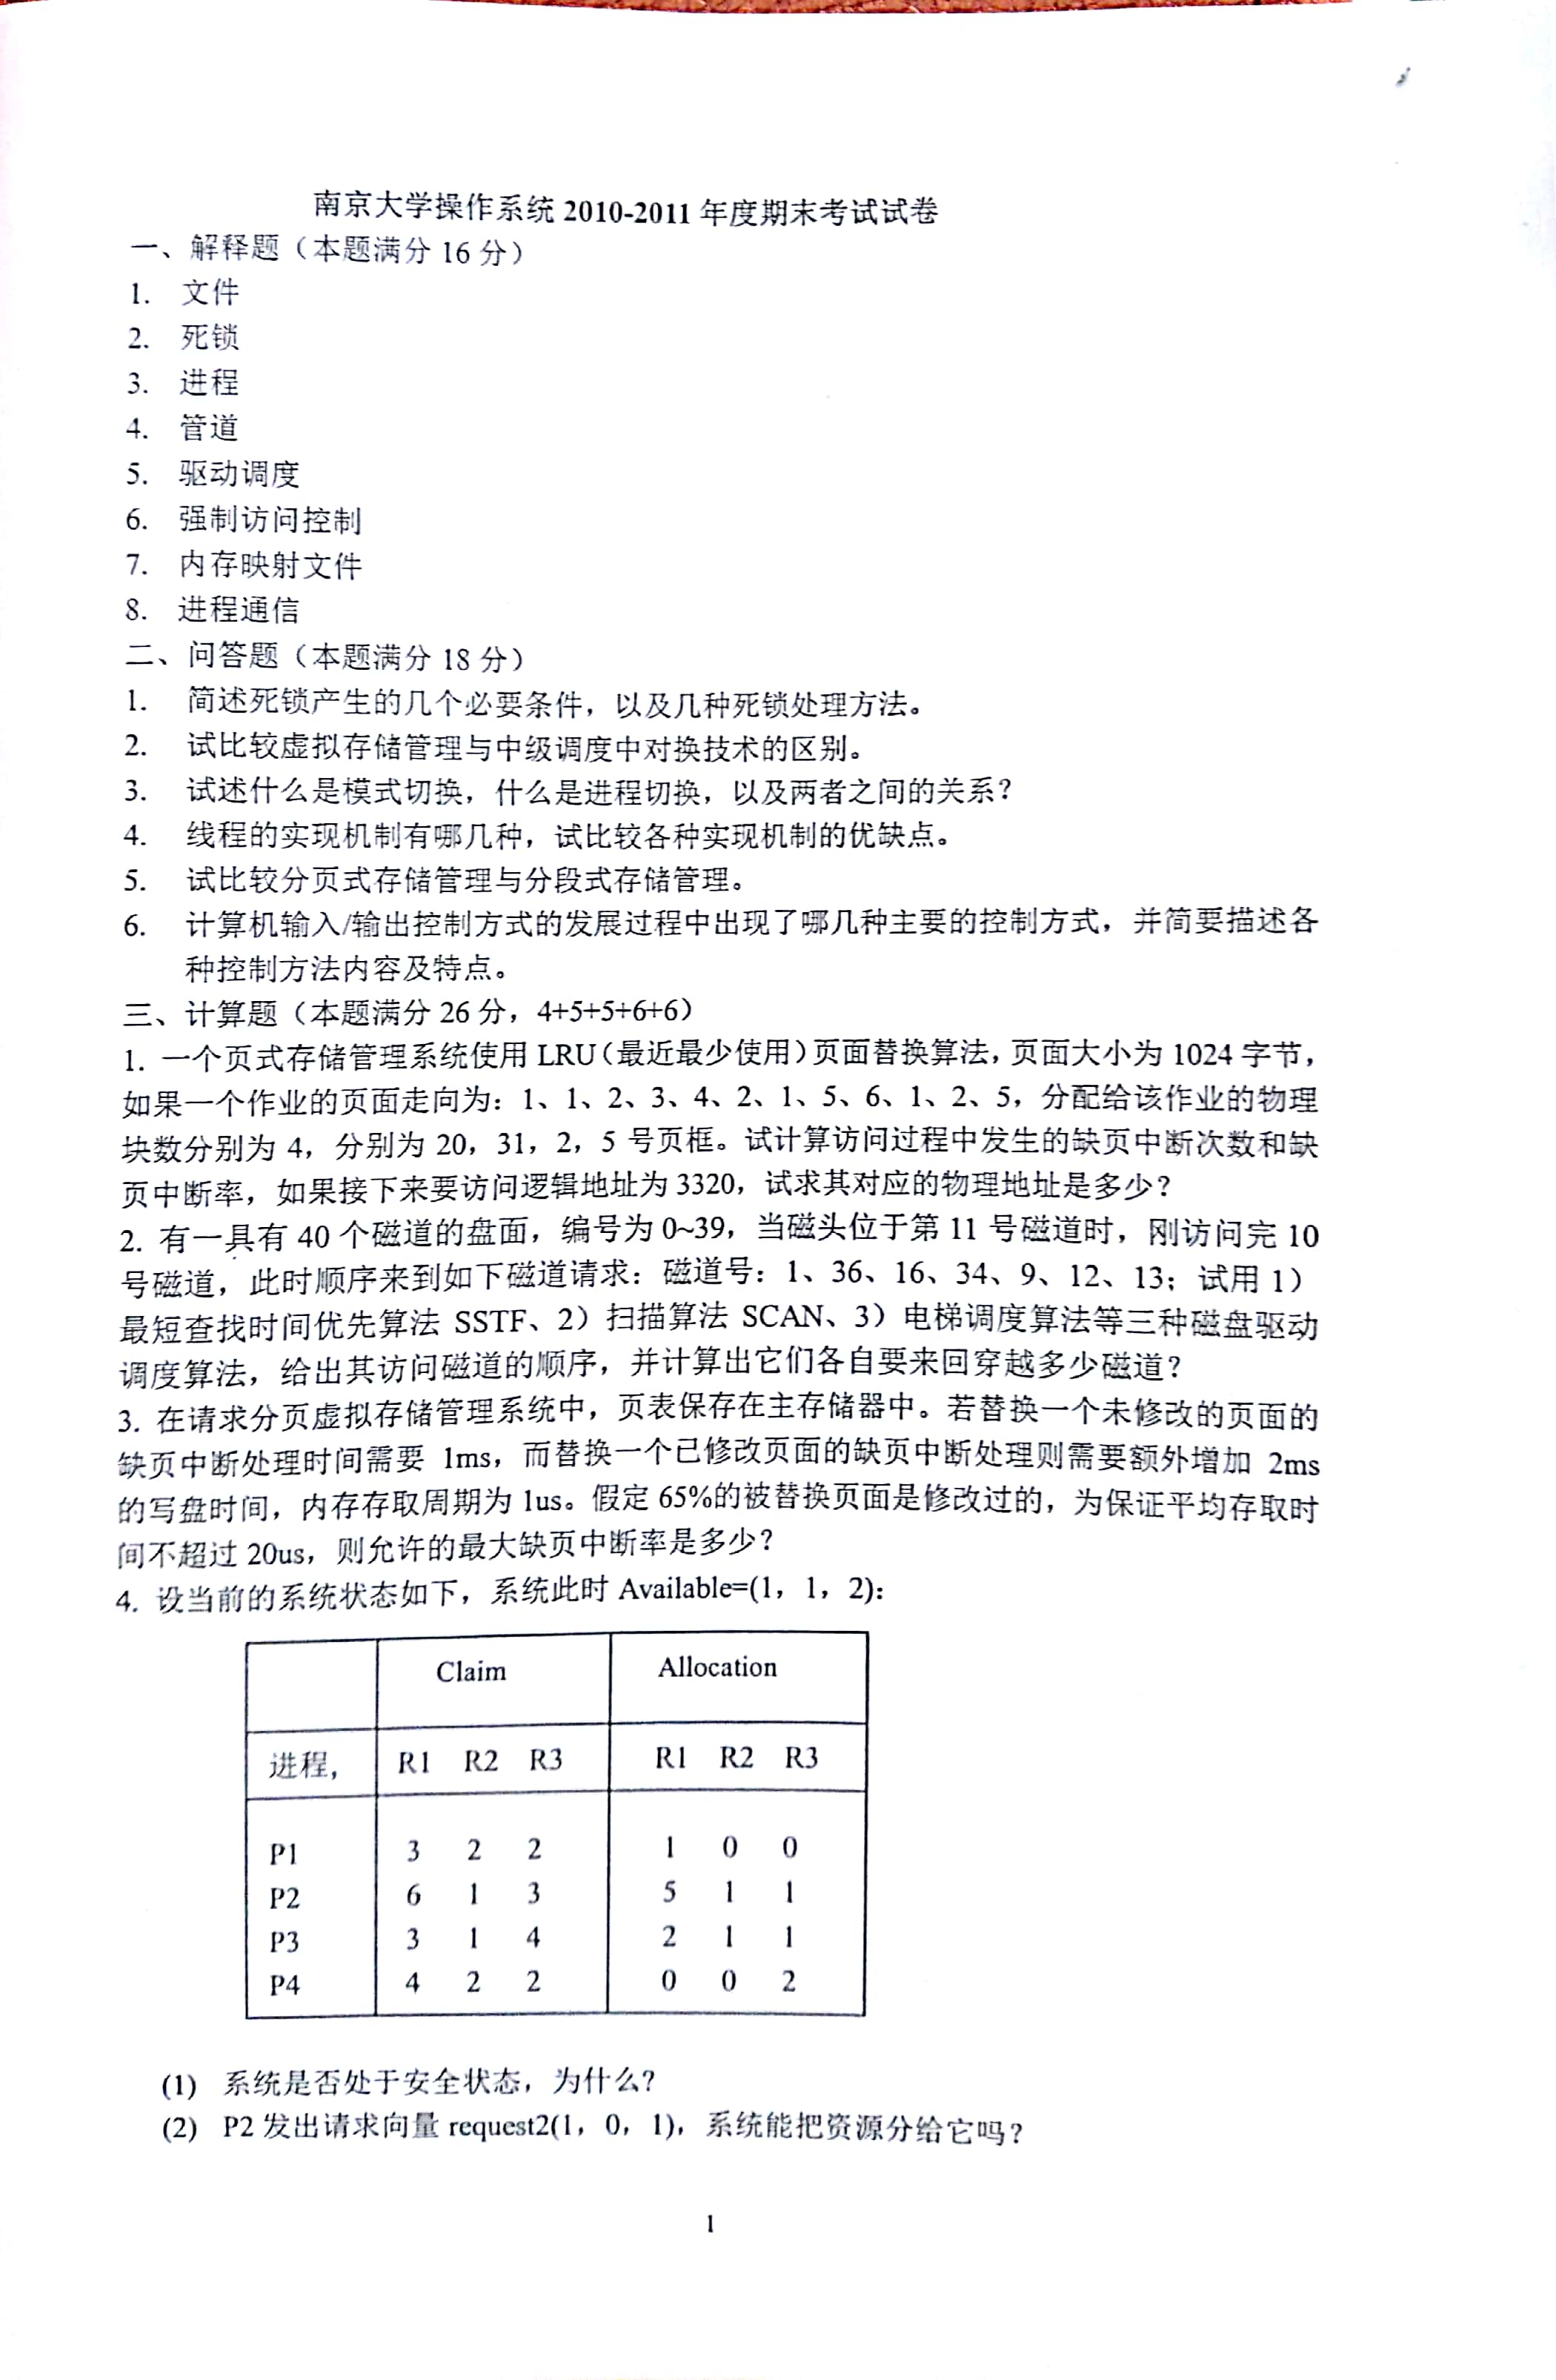 南京大学操作系统 2010-2011 年度期末考试试卷
一、解释题（本题满分 16 分）
1. 文件
2. 死锁
3. 进程
4. 管道
5. 驱动调度
6. 强制访问控制
7. 内存映射文件
8. 进程通信
二、问答题（本题满分 18 分）
1. 简述死锁产生的几个必要条件，以及几种死锁处理方法。
2. 试比较虚拟存储管理与中级调度中对换技术的区别。
3. 试述什么是模式切换，什么是进程切换，以及两者之间的关系？
4. 线程的实现机制有哪几种，试比较各种实现机制的优缺点。
5. 试比较分页式存储管理与分段式存储管理。
6. 计算机输入/输出控制方式的发展过程中出现了哪几种主要的控制方式，并简要描述各
种控制方法内容及特点。
三、计算题（本题满分 26 分，4+5+5+6+6）
1. 一个页式存储管理系统使用 LRU（最近最少使用）页面替换算法，页面大小为 1024 字节，
如果一个作业的页面走向为：1、1、2、3、4、2、1、5、6、1、2、5，分配给该作业的物理
块数分别为 4，分别为 20，31，2，5 号页框。试计算访问过程中发生的缺页中断次数和缺
页中断率，如果接下来要访问逻辑地址为 3320，试求其对应的物理地址是多少？
2. 有一具有 40 个磁道的盘面，编号为 0~39，当磁头位于第 11 号磁道时，刚访问完 10
号磁道，此时顺序来到如下磁道请求：磁道号：1、36、16、34、9、12、13；试用 1）
最短查找时间优先算法 SSTF、2）扫描算法 SCAN、3）电梯调度算法等三种磁盘驱动
调度算法，给出其访问磁道的顺序，并计算出它们各自要来回穿越多少磁道？
3. 在请求分页虚拟存储管理系统中，页表保存在主存储器中。若替换一个未修改的页面的
缺页中断处理时间需要 1ms，而替换一个已修改页面的缺页中断处理则需要额外增加 2ms
的写盘时间，内存存取周期为 1us。假定 65%的被替换页面是修改过的，为保证平均存取时
间不超过 20us，则允许的最大缺页中断率是多少？
4. 设当前的系统状态如下，系统此时 Available=(1，1，2)：
Claim Allocation
进程， R1 R2 R3 R1 R2 R3
P1 3 2 2 1 0 0
P2 6 1 3 5 1 1
P3 3 1 4 2 1 1
P4 4 2 2 0 0 2
(1) 系统是否处于安全状态，为什么？
(2) P2 发出请求向量 request2(1，0，1)，系统能把资源分给它吗？
1